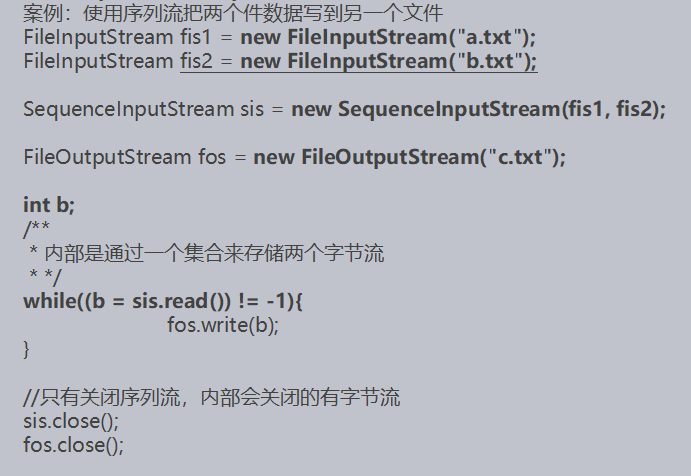 案例：使用序列流把两个件数据写到另一个文件
FileInputStream fis1 = new FileInputStream("a.txt");
FileInputStream fis2 = new FileInputStream("b.txt");
SequenceInputStream sis = new SequenceInputStream(fis1, fis2);
FileOutputStream fos = new FileOutputStream("c.txt");
int b;
/**
* 内部是通过一个集合来存储两个字节流
* */
while((b = sis.read()) != -1){
fos.write(b);
}
//只有关闭序列流，内部会关闭的有字节流
sis.close();
fos.close();